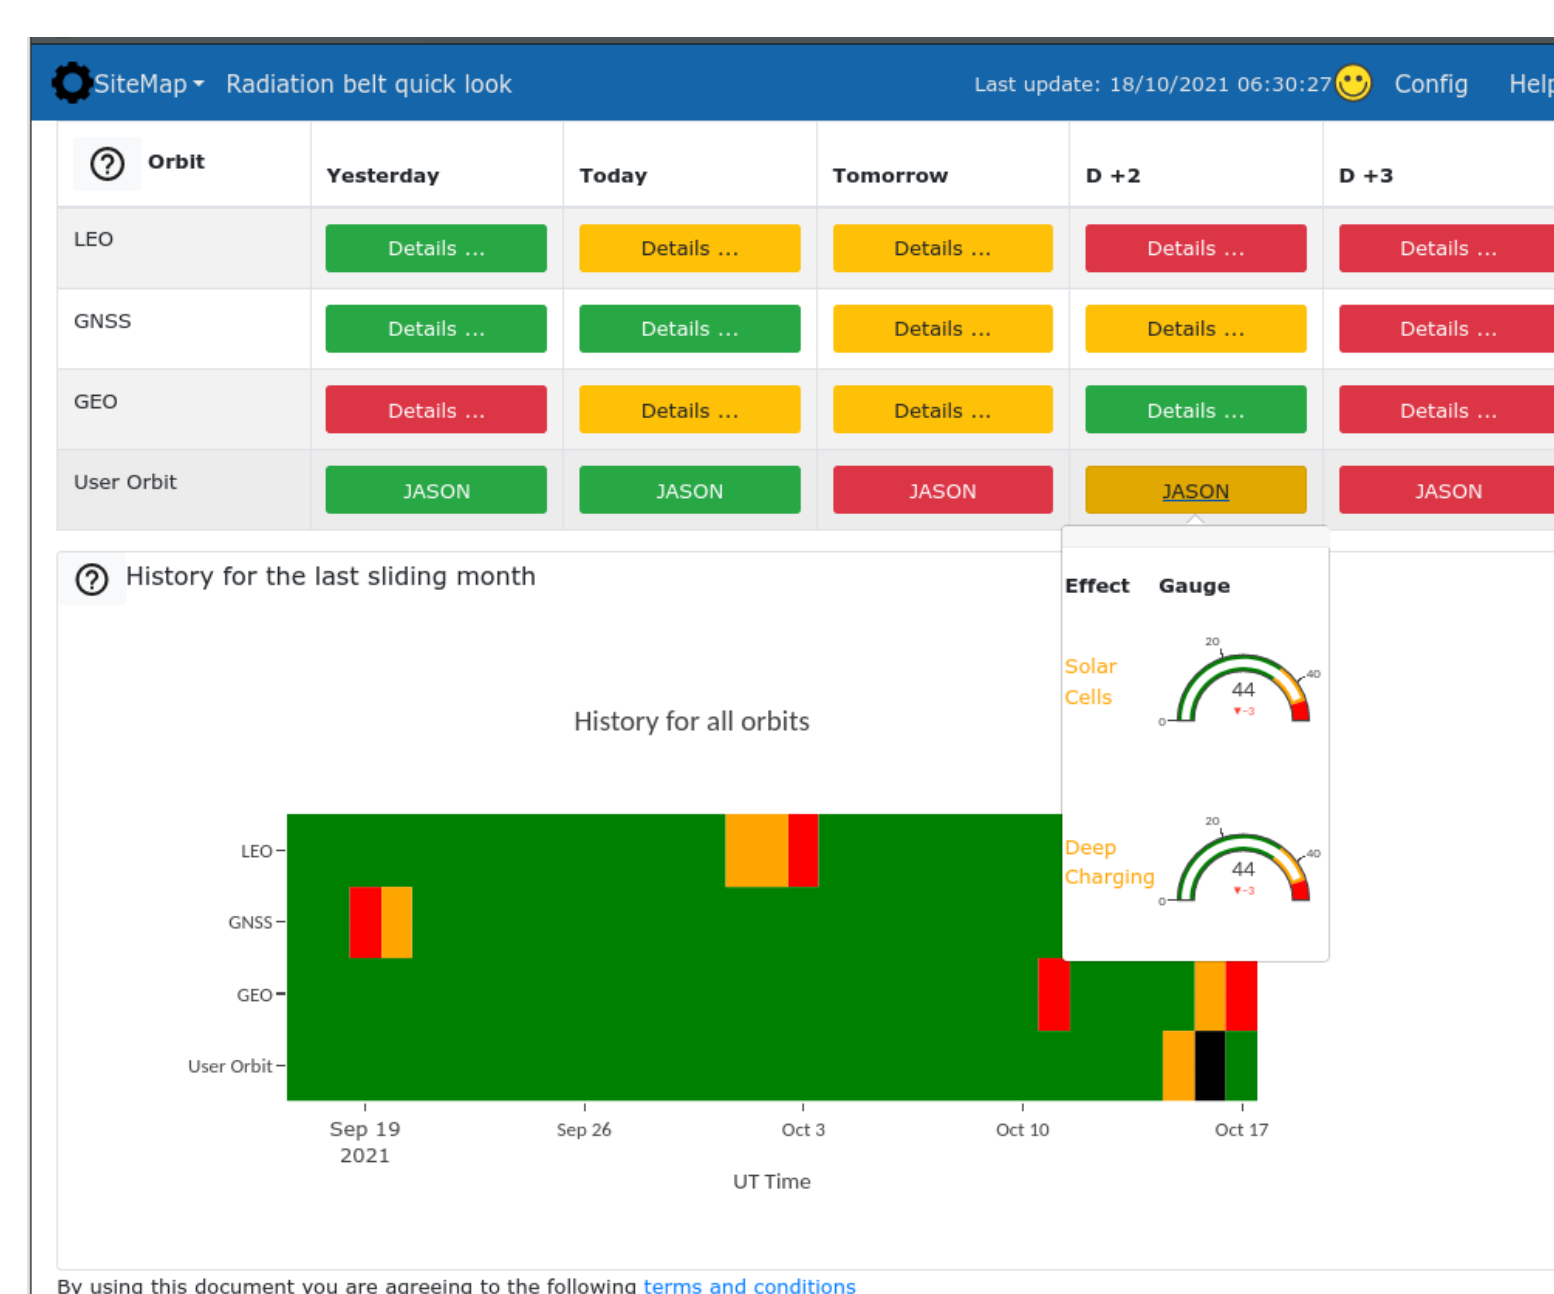 SiteMap Radiation belt quick look Last update: 18/10/2021 06:30:27 Config Help
Orbit Yesterday Today Tomorrow D +2 D +3
LEO Details ... Details ... Details ... Details ... Details ...
GNSS Details ... Details ... Details ... Details ... Details ...
GEO Details ... Details ... Details ... Details ... Details ...
User Orbit JASON JASON JASON JASON JASON
History for the last sliding month
Effect Gauge
Solar
Cells
0 20 40
44
▼-3
Deep
Charging
0 20 40
44
▼-3
History for all orbits
LEO
GNSS
GEO
User Orbit
Sep 19 Sep 26 Oct 3 Oct 10 Oct 17
2021
UT Time
By using this document you are agreeing to the following terms and conditions